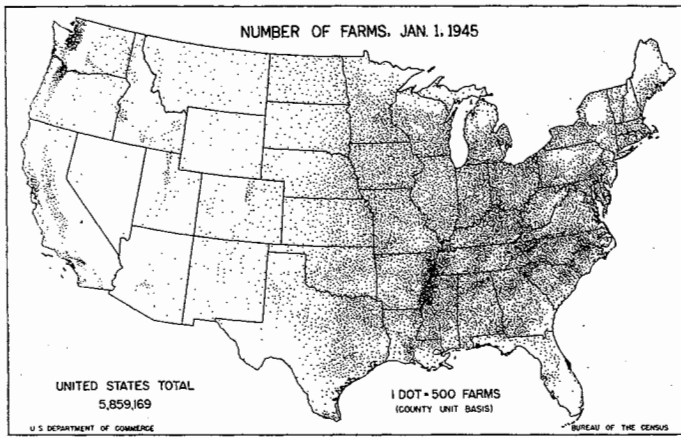 NUMBER OF FARMS, JAN. 1, 1945
UNITED STATES TOTAL
5,859,169
1 DOT = 500 FARMS
(COUNTY UNIT BASIS)
U S DEPARTMENT OF COMMERCE
BUREAU OF THE CENSUS